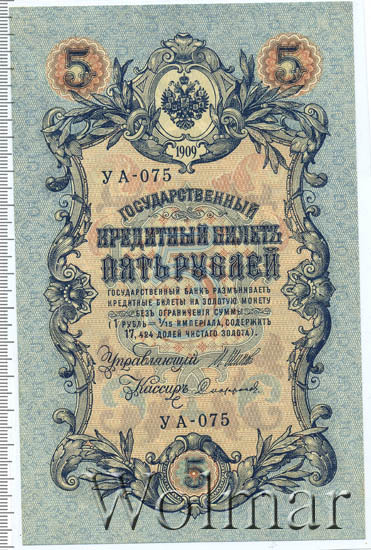 5 5
1909
УА-075
ГОСУДАРСТВЕННЫЙ
КРЕДИТНЫЙ БИЛЕТЪ
ПЯТЬ РУБЛЕЙ
ГОСУДАРСТВЕННЫЙ БАНКЪ РАЗМѢНИВАЕТЪ
КРЕДИТНЫЕ БИЛЕТЫ НА ЗОЛОТУЮ МОНЕТУ
БЕЗЪ ОГРАНИЧЕНІЯ СУММЫ
(1 РУБЛЬ = 1/15 ИМПЕРІАЛА, СОДЕРЖИТЪ
17,424 ДОЛЕЙ ЧИСТАГО ЗОЛОТА).
Управляющій
Кассиръ
УА-075
5
Wolmar